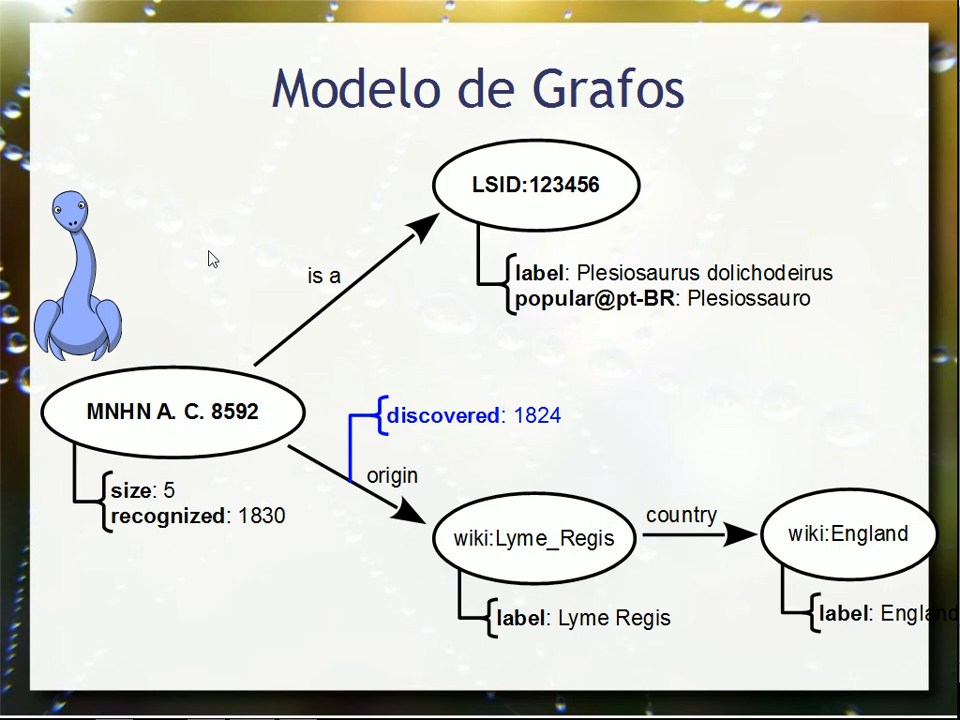 Modelo de Grafos
LSID:123456
is a
label: Plesiosaurus dolichodeirus
popular@pt-BR: Plesiossauro
MNHN A. C. 8592
discovered: 1824
origin
size: 5
recognized: 1830
country
wiki:Lyme_Regis
wiki:England
label: Lyme Regis
label: England